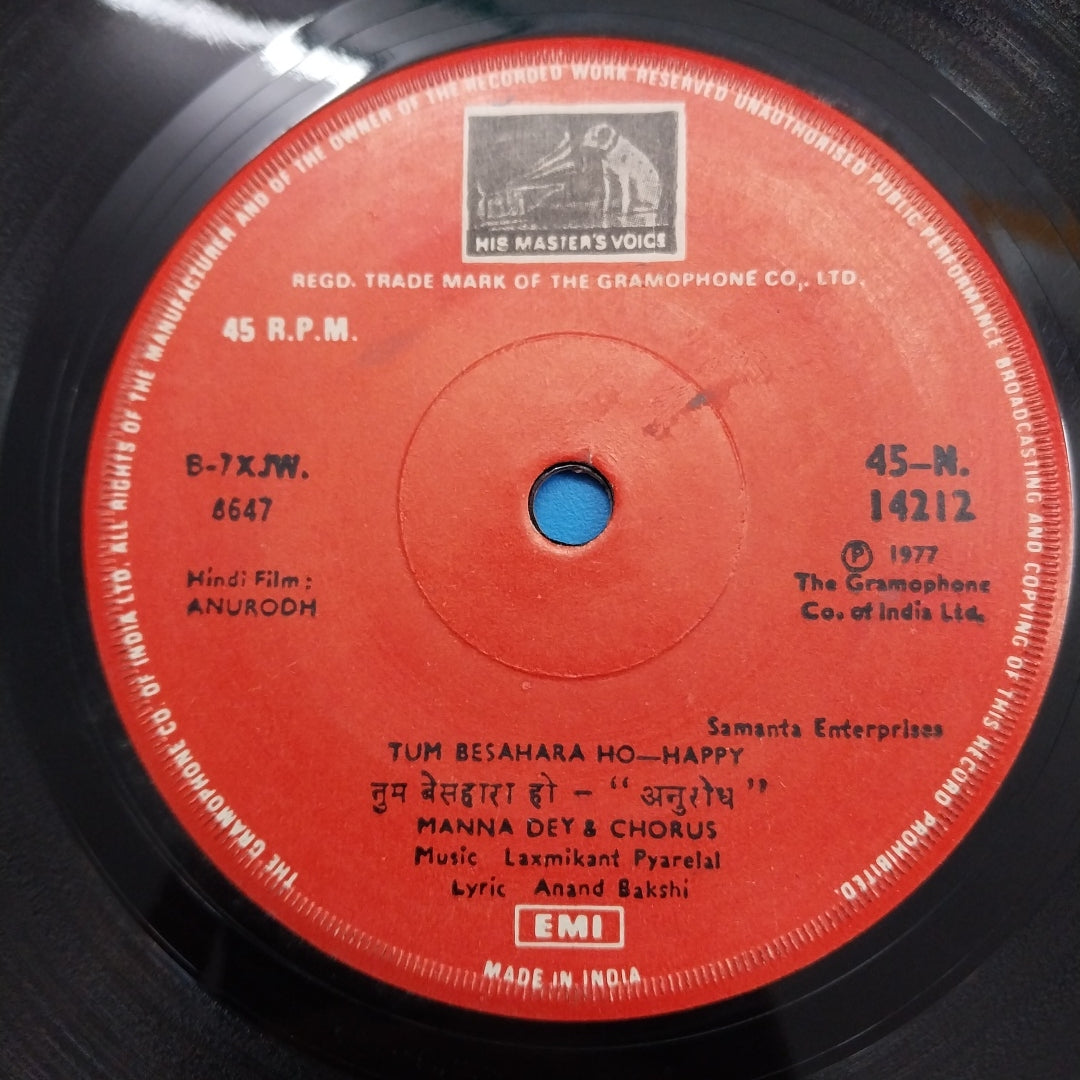 THE GRAMOPHONE CO. OF INDIA LTD. ALL RIGHTS OF THE MANUFACTURER AND OF THE OWNER OF THE RECORDED WORK RESERVED UNAUTHORISED PUBLIC PERFORMANCE BROADCASTING AND COPYING OF THIS RECORD PROHIBITED.
HIS MASTER'S VOICE
REGD. TRADE MARK OF THE GRAMOPHONE CO,. LTD.
45 R.P.M.
B-7XJW.
8647
45-N.
14212
Ⓟ 1977
The Gramophone
Co. of India Ltd.
Hindi Film:
ANURODH
Samanta Enterprises
TUM BESAHARA HO—HAPPY
तुम बेसहारा हो - “अनुरोध”
MANNA DEY & CHORUS
Music Laxmikant Pyarelal
Lyric Anand Bakshi
EMI
MADE IN INDIA